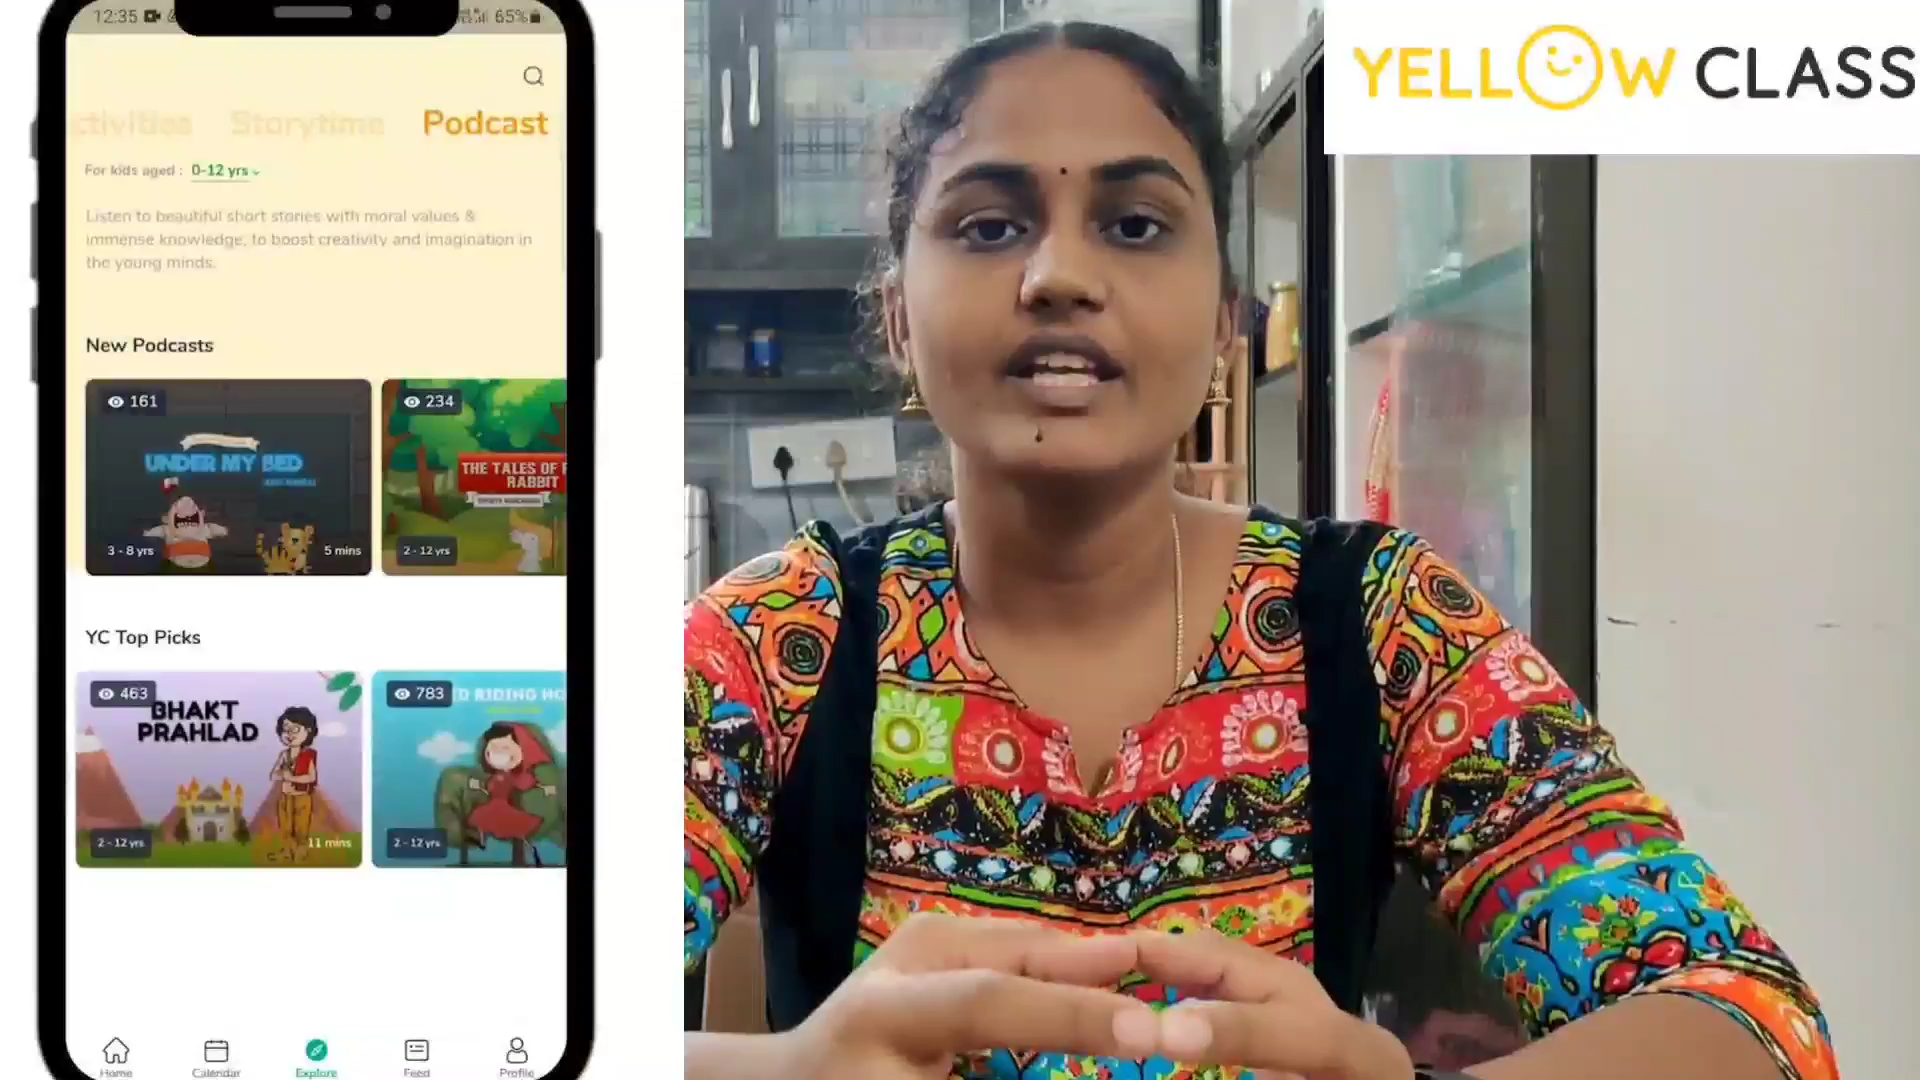 12:35
65%
YELLOW CLASS
Storytime
Podcast
For kids aged : 0-12 yrs
Listen to beautiful short stories with moral values &
immense knowledge, to boost creativity and imagination in
the young minds.
New Podcasts
161
234
UNDER MY BED
THE TALES OF
RABBIT
3 - 8 yrs
5 mins
2 - 12 yrs
YC Top Picks
463
783
BHAKT
PRAHLAD
RIDING
2 - 12 yrs
11 mins
2 - 12 yrs
Home
Calendar
Explore
Feed
Profile